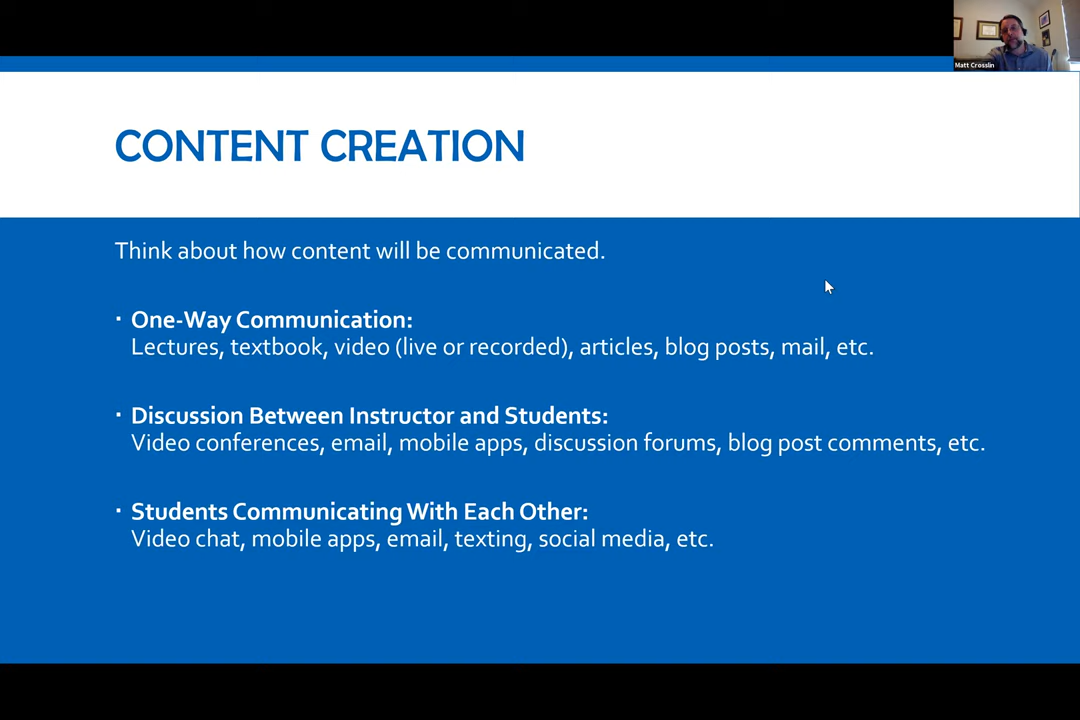 Matt Crosslin
CONTENT CREATION
Think about how content will be communicated.
· One-Way Communication:
Lectures, textbook, video (live or recorded), articles, blog posts, mail, etc.
· Discussion Between Instructor and Students:
Video conferences, email, mobile apps, discussion forums, blog post comments, etc.
· Students Communicating With Each Other:
Video chat, mobile apps, email, texting, social media, etc.